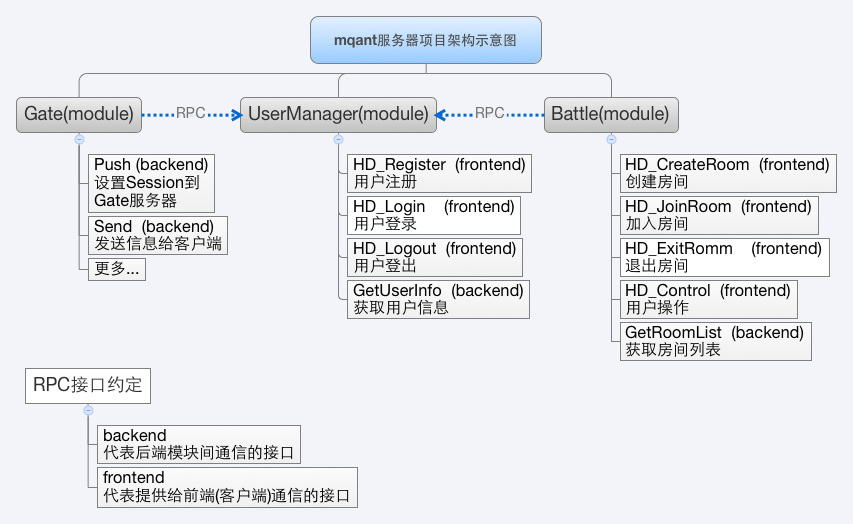 mqant服务器项目架构示意图
Gate(module)
RPC
UserManager(module)
RPC
Battle(module)
Push (backend)
设置Session到
Gate服务器
Send (backend)
发送信息给客户端
更多...
HD_Register (frontend)
用户注册
HD_Login (frontend)
用户登录
HD_Logout (frontend)
用户登出
GetUserInfo (backend)
获取用户信息
HD_CreateRoom (frontend)
创建房间
HD_JoinRoom (frontend)
加入房间
HD_ExitRomm (frontend)
退出房间
HD_Control (frontend)
用户操作
GetRoomList (backend)
获取房间列表
RPC接口约定
backend
代表后端模块间通信的接口
frontend
代表提供给前端(客户端)通信的接口